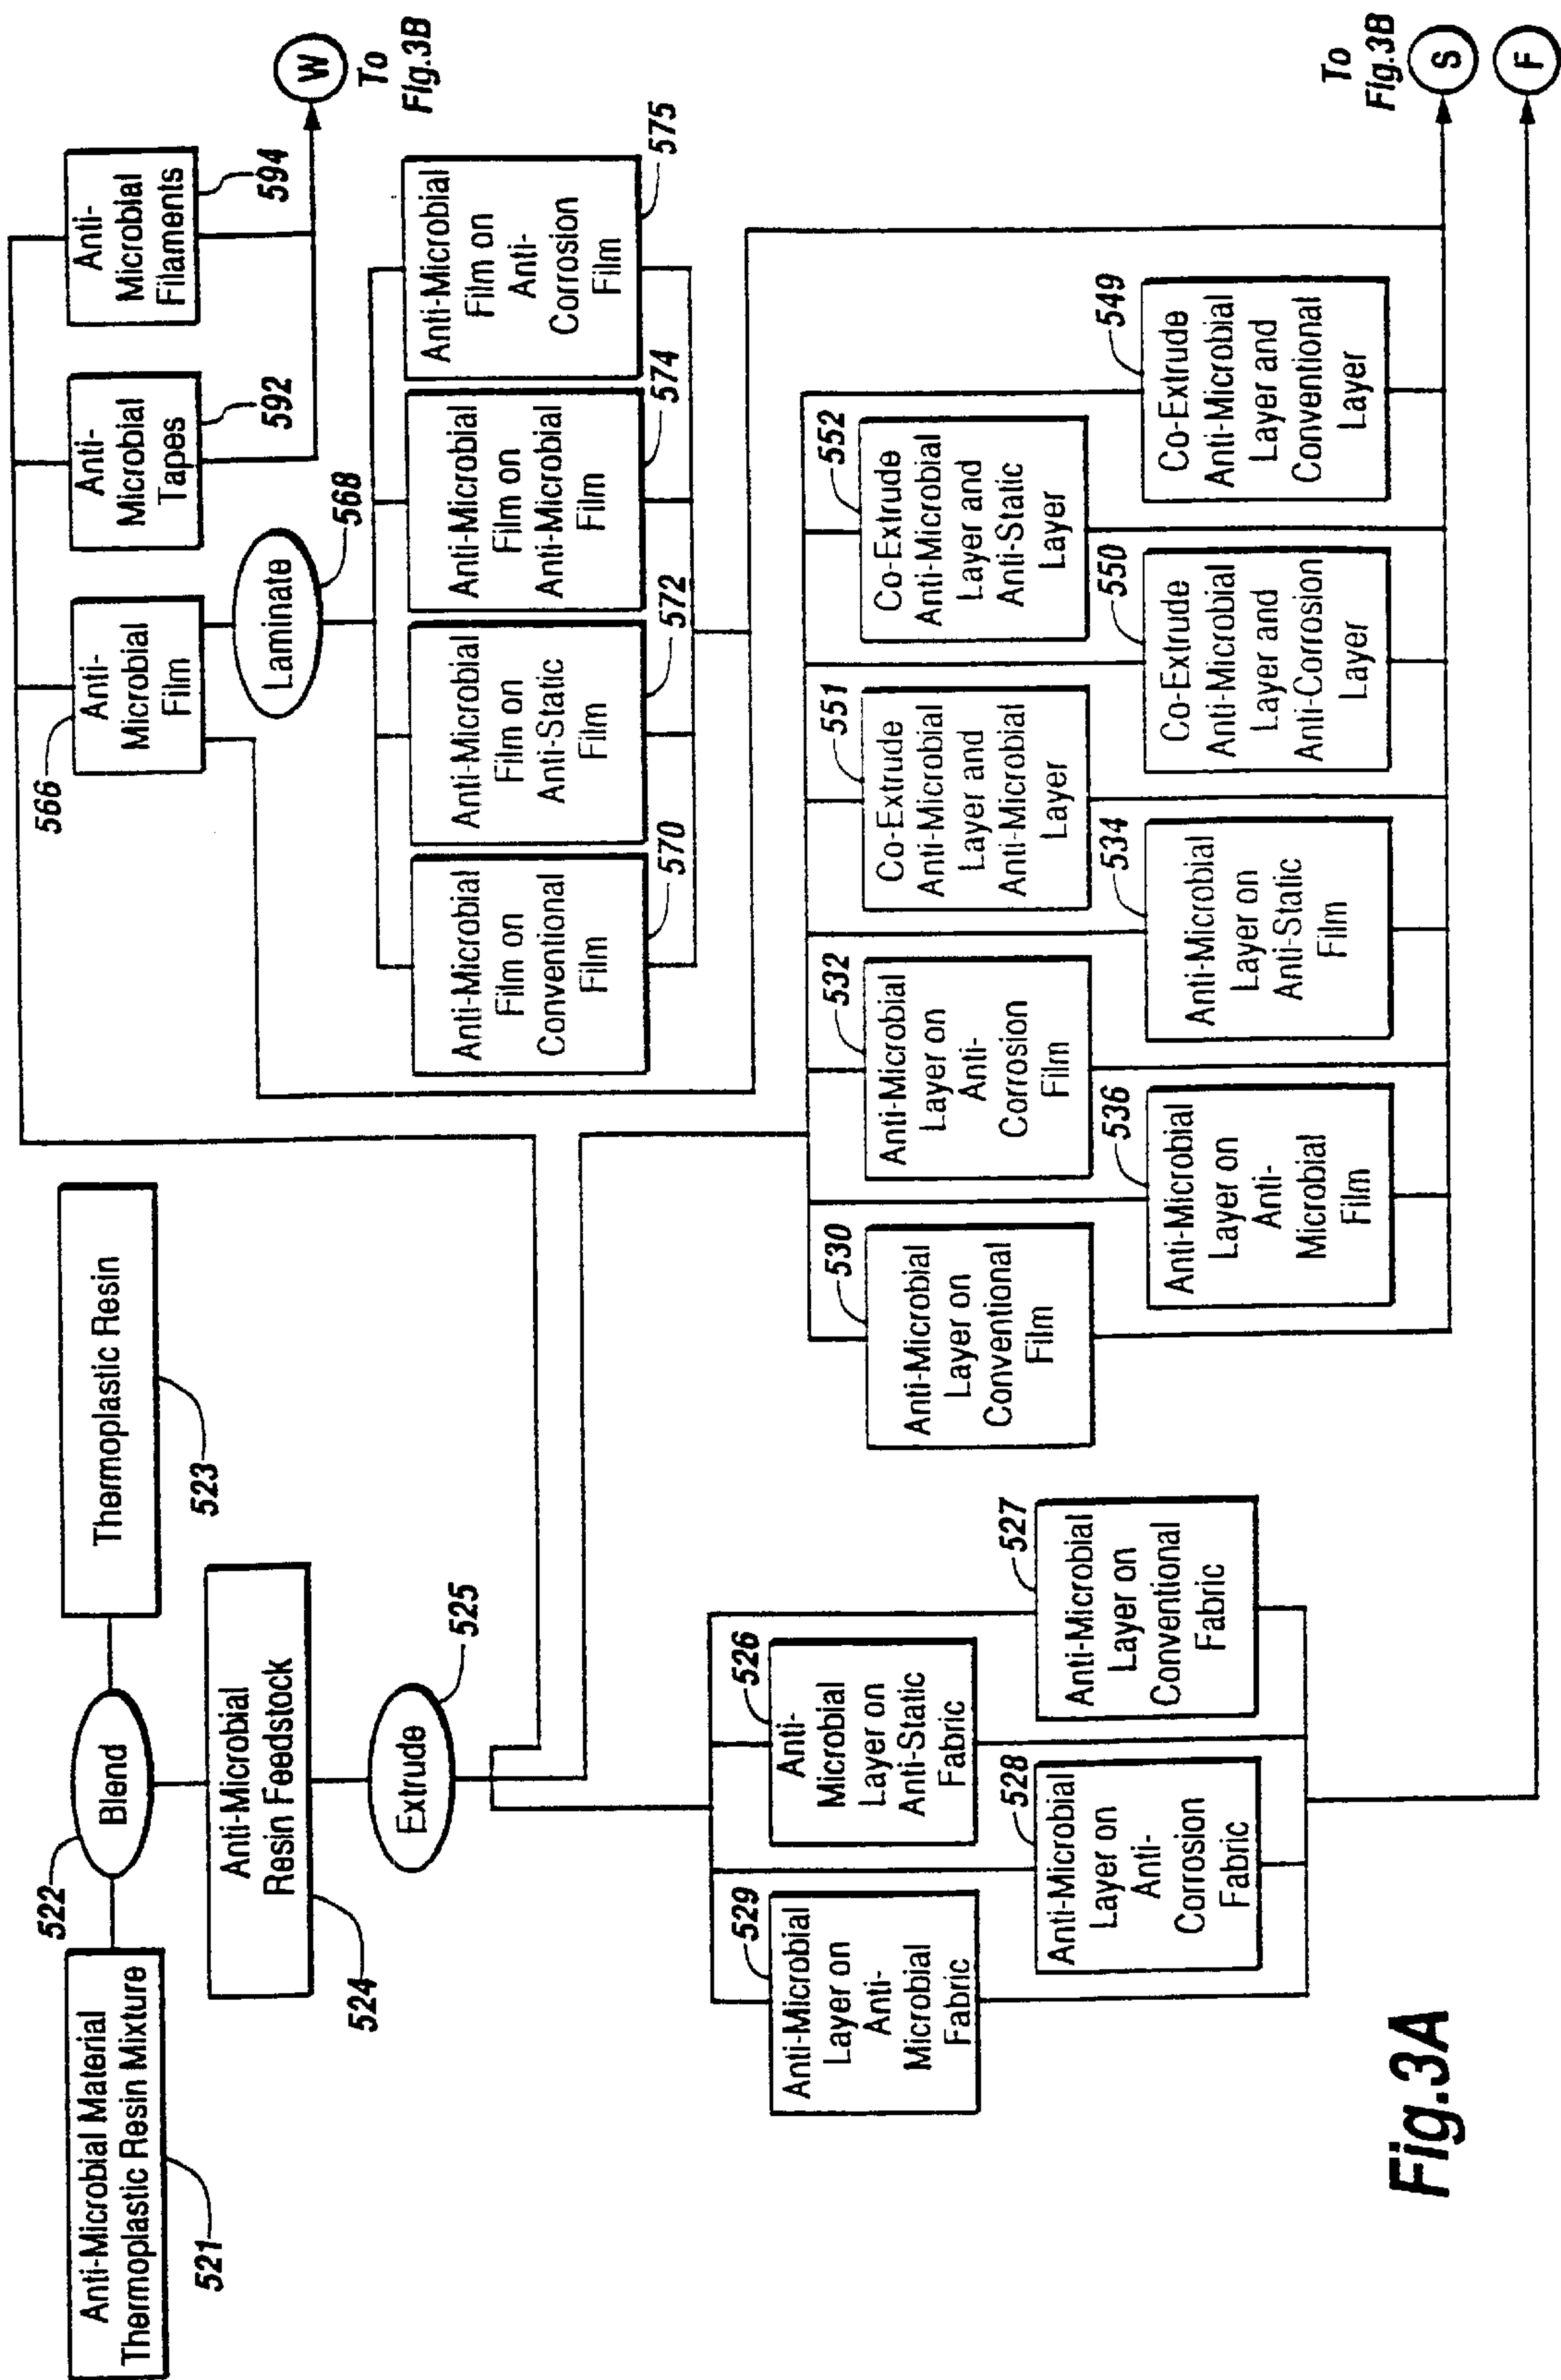 522
Blend
Anti-Microbial Material
Thermoplastic Resin Mixture
521
Thermoplastic Resin
523
Anti-Microbial
Resin Feedstock
524
Extrude
525
566
Anti-
Microbial
Film
Anti-
Microbial
Tapes
592
Anti-
Microbial
Filaments
594
W
To
Fig.3B
Laminate
568
Anti-Microbial
Film on
Conventional
Film
570
Anti-Microbial
Film on
Anti-Static
Film
572
Anti-Microbial
Film on
Anti-Microbial
Film
574
Anti-Microbial
Film on
Anti-
Corrosion
Film
575
529
Anti-Microbial
Layer on
Anti-
Microbial
Fabric
526
Anti-
Microbial
Layer on
Anti-Static
Fabric
528
Anti-Microbial
Layer on
Anti-
Corrosion
Fabric
527
Anti-Microbial
Layer on
Conventional
Fabric
530
Anti-Microbial
Layer on
Conventional
Film
532
Anti-Microbial
Layer on
Anti-
Corrosion
Film
551
Co-Extrude
Anti-Microbial
Layer and
Anti-Microbial
Layer
552
Co-Extrude
Anti-Microbial
Layer and
Anti-Static
Layer
536
Anti-Microbial
Layer on
Anti-
Microbial
Film
534
Anti-Microbial
Layer on
Anti-Static
Film
550
Co-Extrude
Anti-Microbial
Layer and
Anti-Corrosion
Layer
549
Co-Extrude
Anti-Microbial
Layer and
Conventional
Layer
To
Fig.3B
S
F
Fig.3A